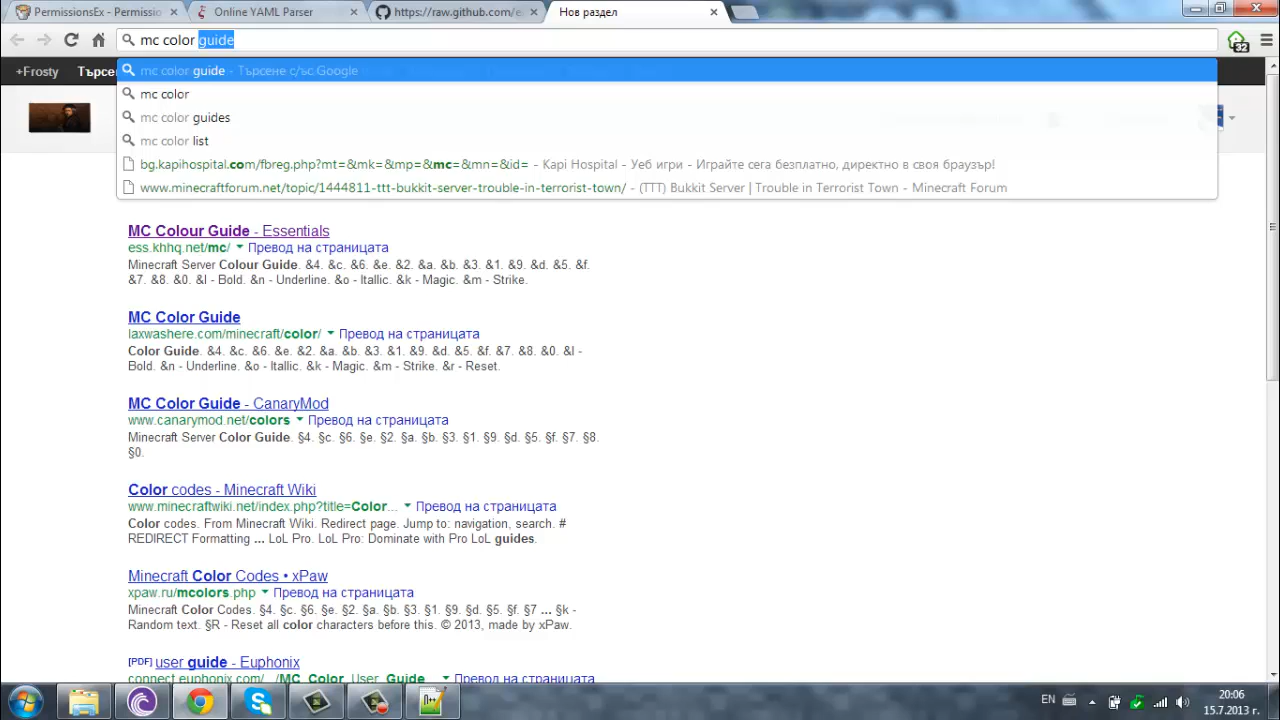 PermissionsEx - Permissio
Online YAML Parser
https://raw.github.com/e
Нов раздел
mc color guide
32
+Frosty
Търсе
mc color guide - Търсене с/ъс Google
mc color
mc color guides
mc color list
bg.kapihospital.com/fbreg.php?mt=&mk=&mp=&mc=&mn=&id= - Kapi Hospital - Уеб игри - Играйте сега безплатно, директно в своя браузър!
www.minecraftforum.net/topic/1444811-ttt-bukkit-server-trouble-in-terrorist-town/ - (TTT) Bukkit Server | Trouble in Terrorist Town - Minecraft Forum
MC Colour Guide - Essentials
ess.khhq.net/mc/ Превод на страницата
Minecraft Server Colour Guide. &4. &c. &6. &e. &2. &a. &b. &3. &1. &9. &d. &5. &f.
&7. &8. &0. &l - Bold. &n - Underline. &o - Itallic. &k - Magic. &m - Strike.
MC Color Guide
laxwashere.com/minecraft/color/ Превод на страницата
Color Guide. &4. &c. &6. &e. &2. &a. &b. &3. &1. &9. &d. &5. &f. &7. &8. &0. &l -
Bold. &n - Underline. &o - Itallic. &k - Magic. &m - Strike. &r - Reset.
MC Color Guide - CanaryMod
www.canarymod.net/colors Превод на страницата
Minecraft Server Color Guide. §4. §c. §6. §e. §2. §a. §b. §3. §1. §9. §d. §5. §f. §7. §8.
§0.
Color codes - Minecraft Wiki
www.minecraftwiki.net/index.php?title=Color... Превод на страницата
Color codes. From Minecraft Wiki. Redirect page. Jump to: navigation, search. #
REDIRECT Formatting ... LoL Pro. LoL Pro: Dominate with Pro LoL guides.
Minecraft Color Codes • xPaw
xpaw.ru/mcolors.php Превод на страницата
Minecraft Color Codes. §4. §c. §6. §e. §2. §a. §b. §3. §1. §9. §d. §5. §f. §7 ... §k -
Random text. §R - Reset all color characters before this. © 2013, made by xPaw.
[PDF] user guide - Euphonix
connect.euphonix.com/.../MC_Color_User_Guide... Превод на страницата
EN
20:06
15.7.2013 г.